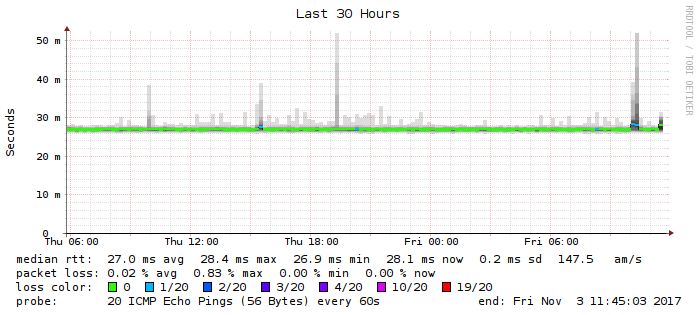 Last 30 Hours
RRDTOOL / TOBI OETIKER
Seconds
50 m
40 m
30 m
20 m
10 m
0
Thu 06:00 Thu 12:00 Thu 18:00 Fri 00:00 Fri 06:00
median rtt: 27.0 ms avg 28.4 ms max 26.9 ms min 28.1 ms now 0.2 ms sd 147.5 am/s
packet loss: 0.02 % avg 0.83 % max 0.00 % min 0.00 % now
loss color: 0 1/20 2/20 3/20 4/20 10/20 19/20
probe: 20 ICMP Echo Pings (56 Bytes) every 60s end: Fri Nov 3 11:45:03 2017